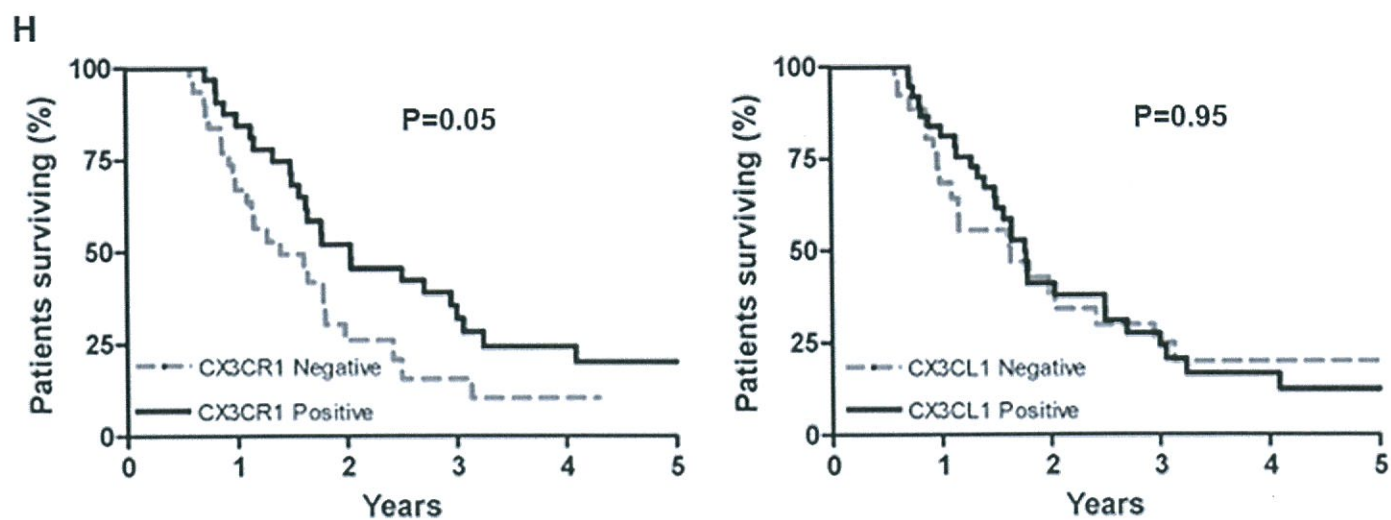 H
Patients surviving (%)
100
75
50
25
0
P=0.05
CX3CR1 Negative
CX3CR1 Positive
0 1 2 3 4 5
Years
Patients surviving (%)
100
75
50
25
0
P=0.95
CX3CL1 Negative
CX3CL1 Positive
0 1 2 3 4 5
Years